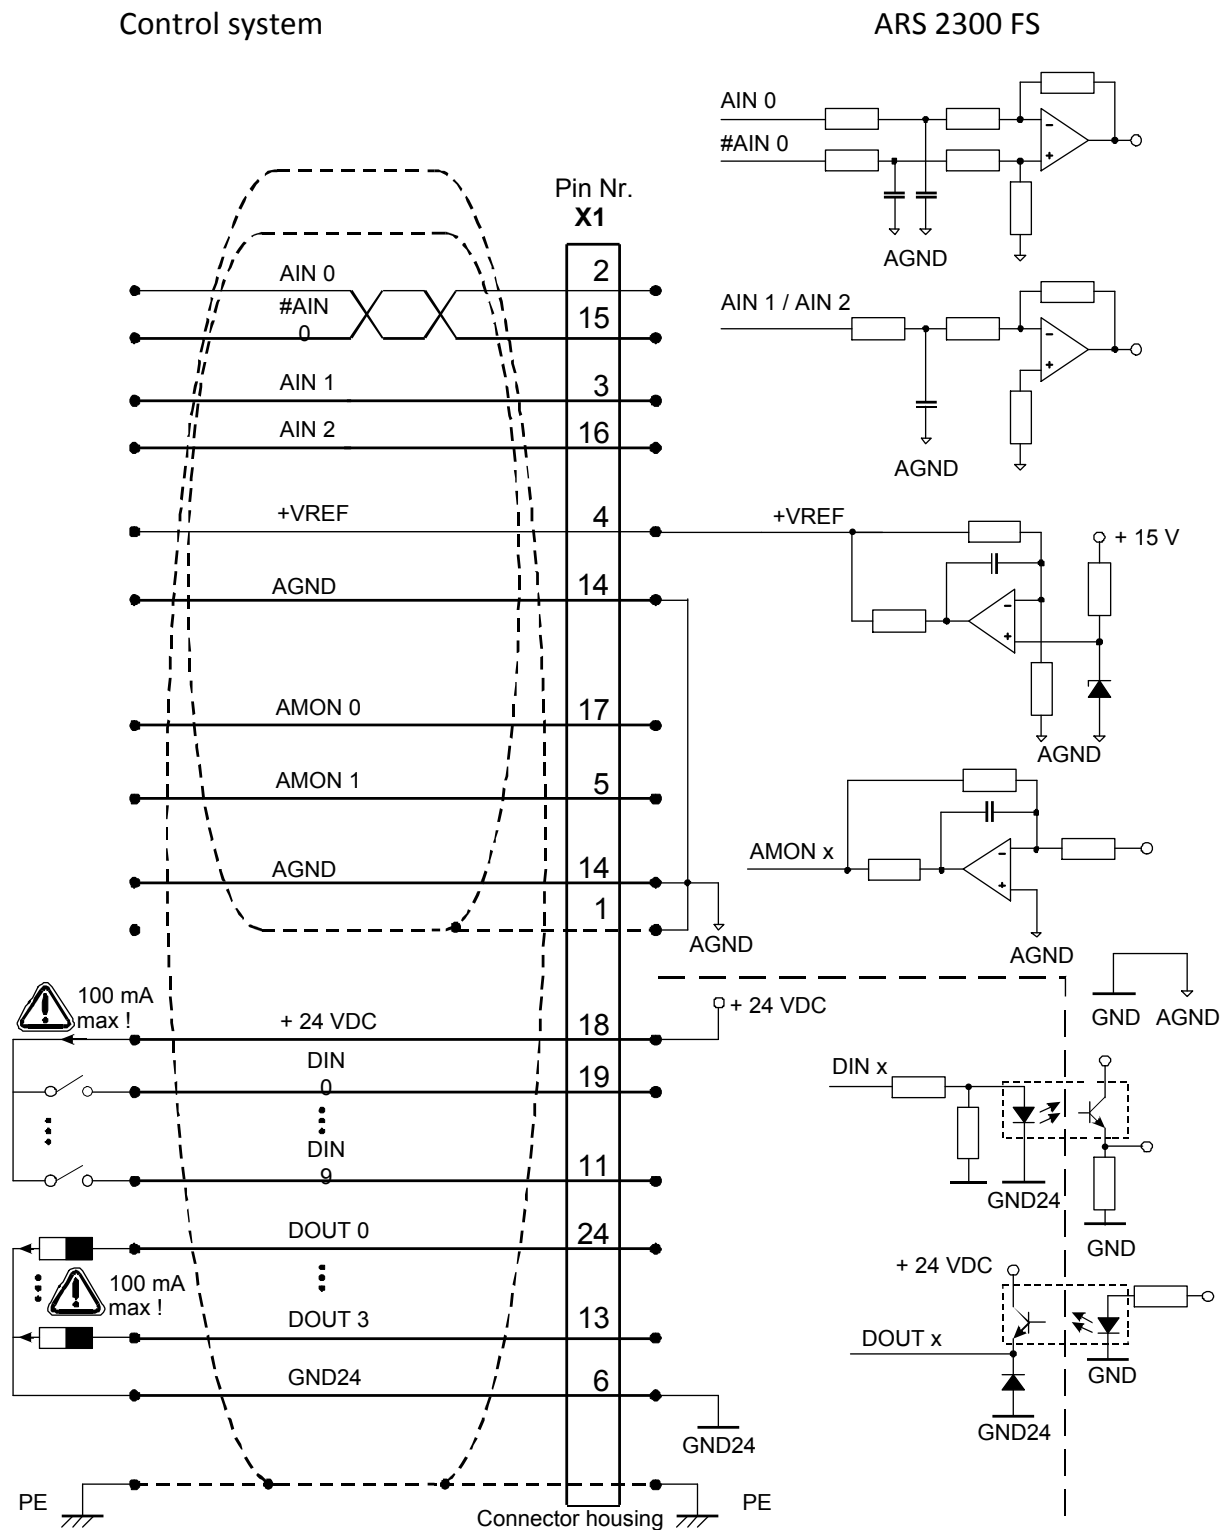 Control system
ARS 2300 FS
Pin Nr.
X1
AIN 0
2
#AIN
0
15
AIN 1
3
AIN 2
16
+VREF
4
AGND
14
AMON 0
17
AMON 1
5
AGND
14
1
AGND
100 mA
max !
+ 24 VDC
18
+ 24 VDC
DIN
0
19
DIN
9
11
DOUT 0
24
100 mA
max !
DOUT 3
13
GND24
6
GND24
PE
Connector housing
PE
AIN 0
#AIN 0
-
+
AGND
AIN 1 / AIN 2
-
+
AGND
+VREF
+ 15 V
-
+
AGND
AMON x
-
+
AGND
GND
AGND
DIN x
GND24
GND
+ 24 VDC
DOUT x
GND
GND24